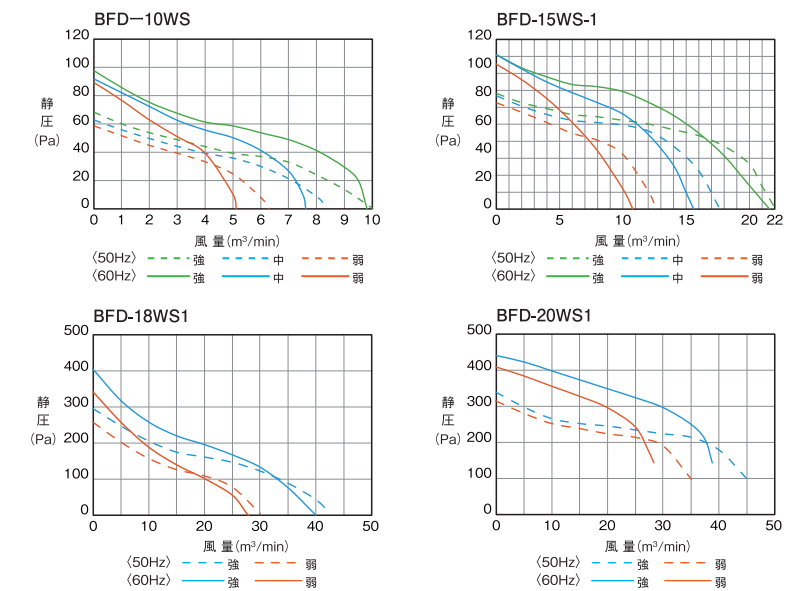 BFD－10WS
120
100
80
60
40
20
0
静
圧
(Pa)
0 1 2 3 4 5 6 7 8 9 10
風 量(m³/min)
〈50Hz〉 強 中 弱
〈60Hz〉 強 中 弱
BFD-15WS-1
120
100
80
60
40
20
0
静
圧
(Pa)
0 5 10 15 20 22
風 量(m³/min)
〈50Hz〉 強 中 弱
〈60Hz〉 強 中 弱
BFD-18WS1
500
400
300
200
100
0
静
圧
(Pa)
0 10 20 30 40 50
風 量(m³/min)
〈50Hz〉 強 弱
〈60Hz〉 強 弱
BFD-20WS1
500
400
300
200
100
0
静
圧
(Pa)
0 10 20 30 40 50
風 量(m³/min)
〈50Hz〉 強 弱
〈60Hz〉 強 弱